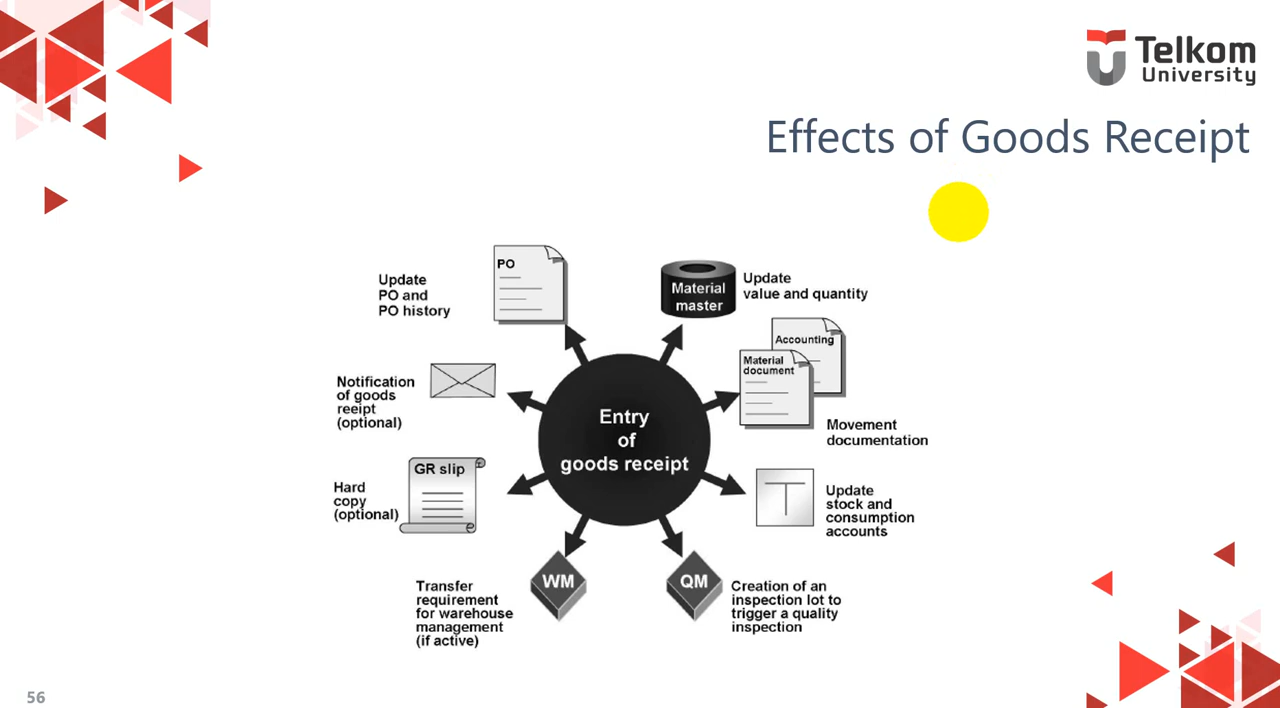 Telkom
University
Effects of Goods Receipt
PO
Update
PO and
PO history
Material
master
Update
value and quantity
Accounting
Material
document
Movement
documentation
Notification
of goods
reeipt
(optional)
Entry
of
goods receipt
GR slip
Hard
copy
(optional)
T
Update
stock and
consumption
accounts
WM
Transfer
requirement
for warehouse
management
(if active)
QM
Creation of an
inspection lot to
trigger a quality
inspection
56